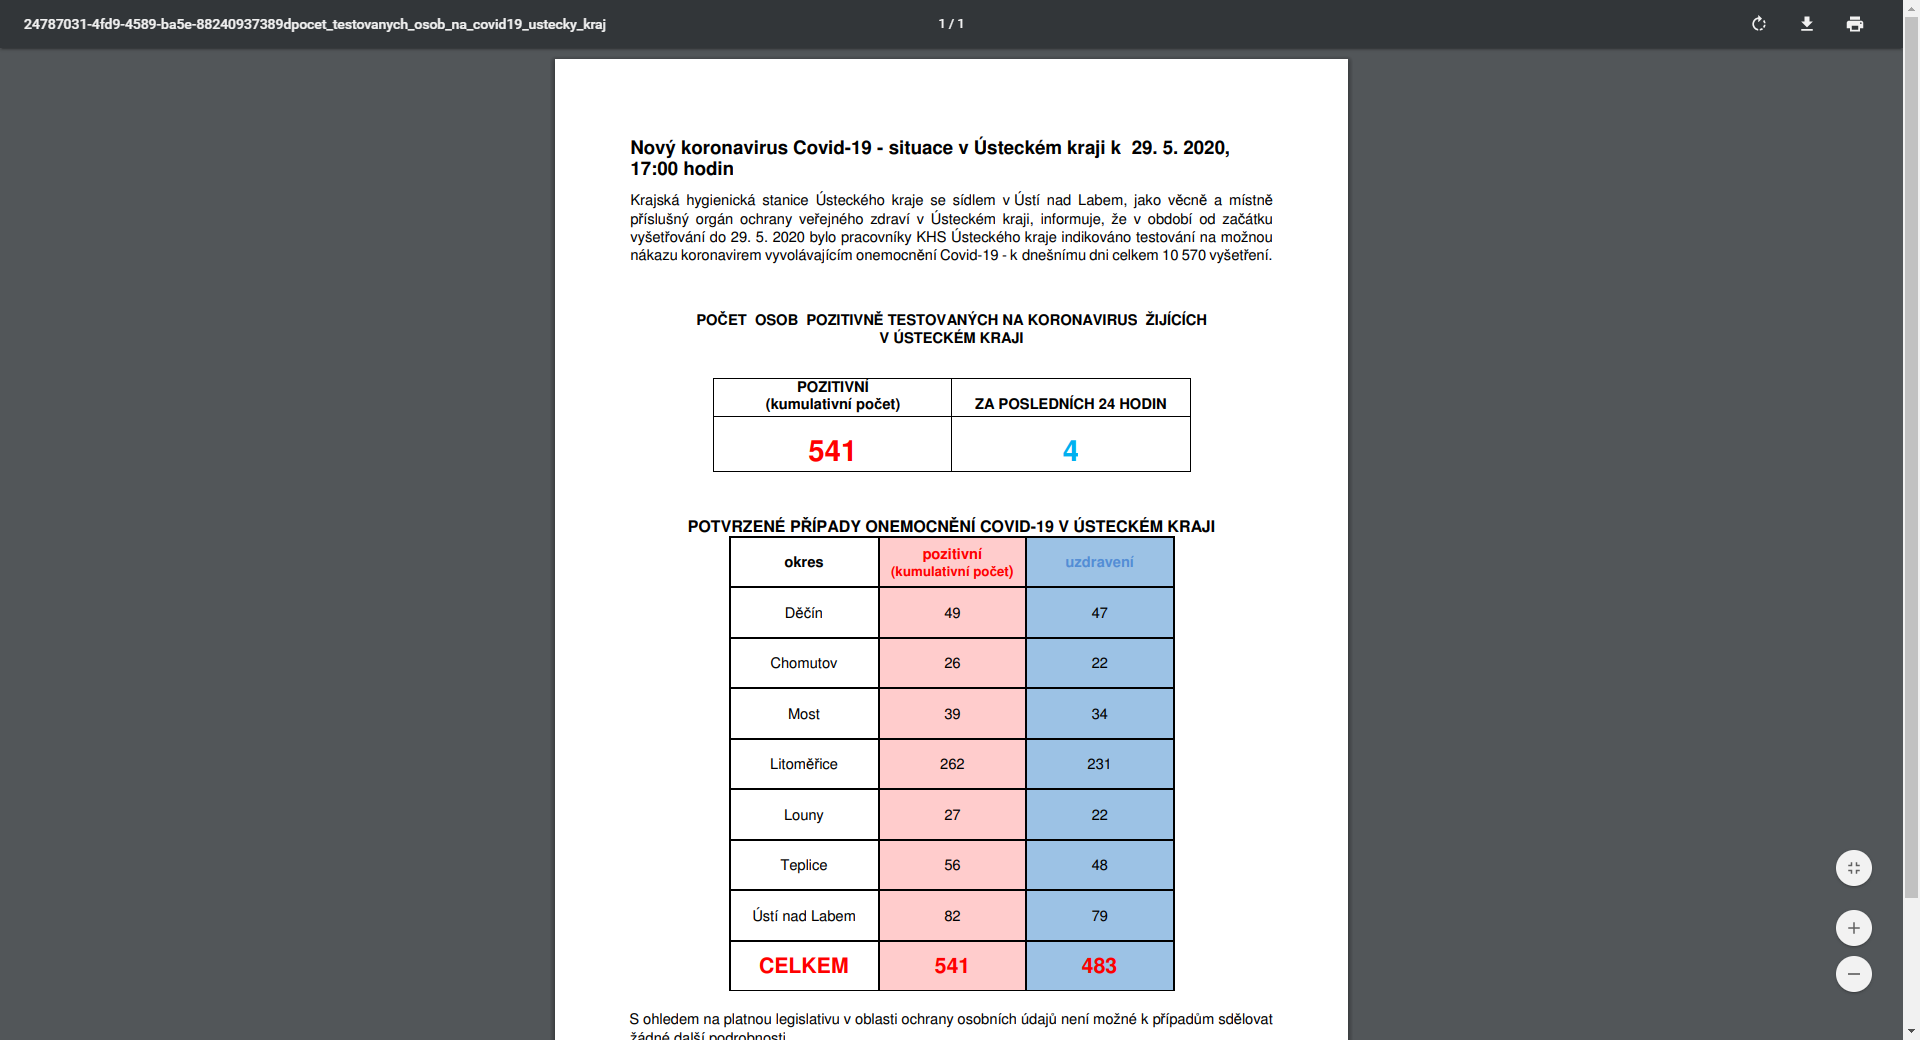 24787031-4fd9-4589-ba5e-88240937389dpocet_testovanych_osob_na_covid19_ustecky_kraj
1 / 1
Nový koronavirus Covid-19 - situace v Ústeckém kraji k 29. 5. 2020,
17:00 hodin
Krajská hygienická stanice Ústeckého kraje se sídlem v Ústí nad Labem, jako věcně a místně
příslušný orgán ochrany veřejného zdraví v Ústeckém kraji, informuje, že v období od začátku
vyšetřování do 29. 5. 2020 bylo pracovníky KHS Ústeckého kraje indikováno testování na možnou
nákazu koronavirem vyvolávajícím onemocnění Covid-19 - k dnešnímu dni celkem 10 570 vyšetření.
POČET OSOB POZITIVNĚ TESTOVANÝCH NA KORONAVIRUS ŽIJÍCÍCH
V ÚSTECKÉM KRAJI
POZITIVNÍ
(kumulativní počet) ZA POSLEDNÍCH 24 HODIN
541 4
POTVRZENÉ PŘÍPADY ONEMOCNĚNÍ COVID-19 V ÚSTECKÉM KRAJI
okres pozitivní (kumulativní počet) uzdravení
Děčín 49 47
Chomutov 26 22
Most 39 34
Litoměřice 262 231
Louny 27 22
Teplice 56 48
Ústí nad Labem 82 79
CELKEM 541 483
S ohledem na platnou legislativu v oblasti ochrany osobních údajů není možné k případům sdělovat
žádné další podrobnosti.